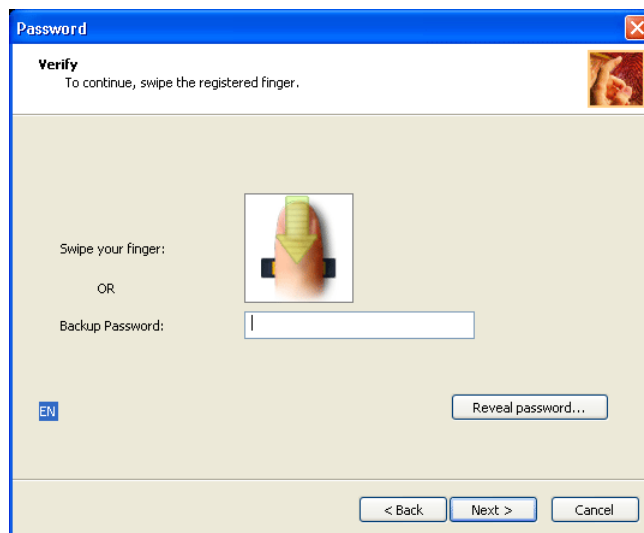 Password
Verify
To continue, swipe the registered finger.
Swipe your finger:
OR
Backup Password:
EN
Reveal password...
< Back Next > Cancel